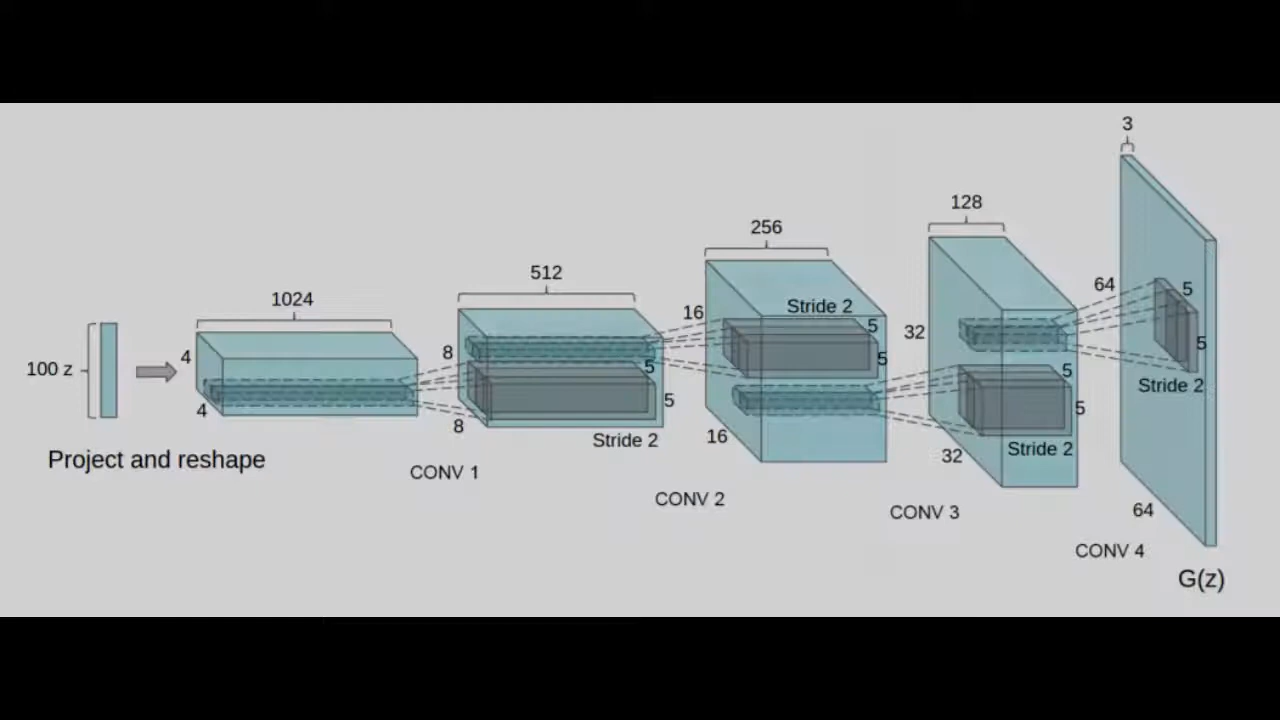 100 z
Project and reshape
1024
4
4
CONV 1
512
8
8
5
5
Stride 2
CONV 2
256
16
16
Stride 2
5
5
CONV 3
128
32
32
5
5
Stride 2
CONV 4
3
64
64
5
5
Stride 2
G(z)